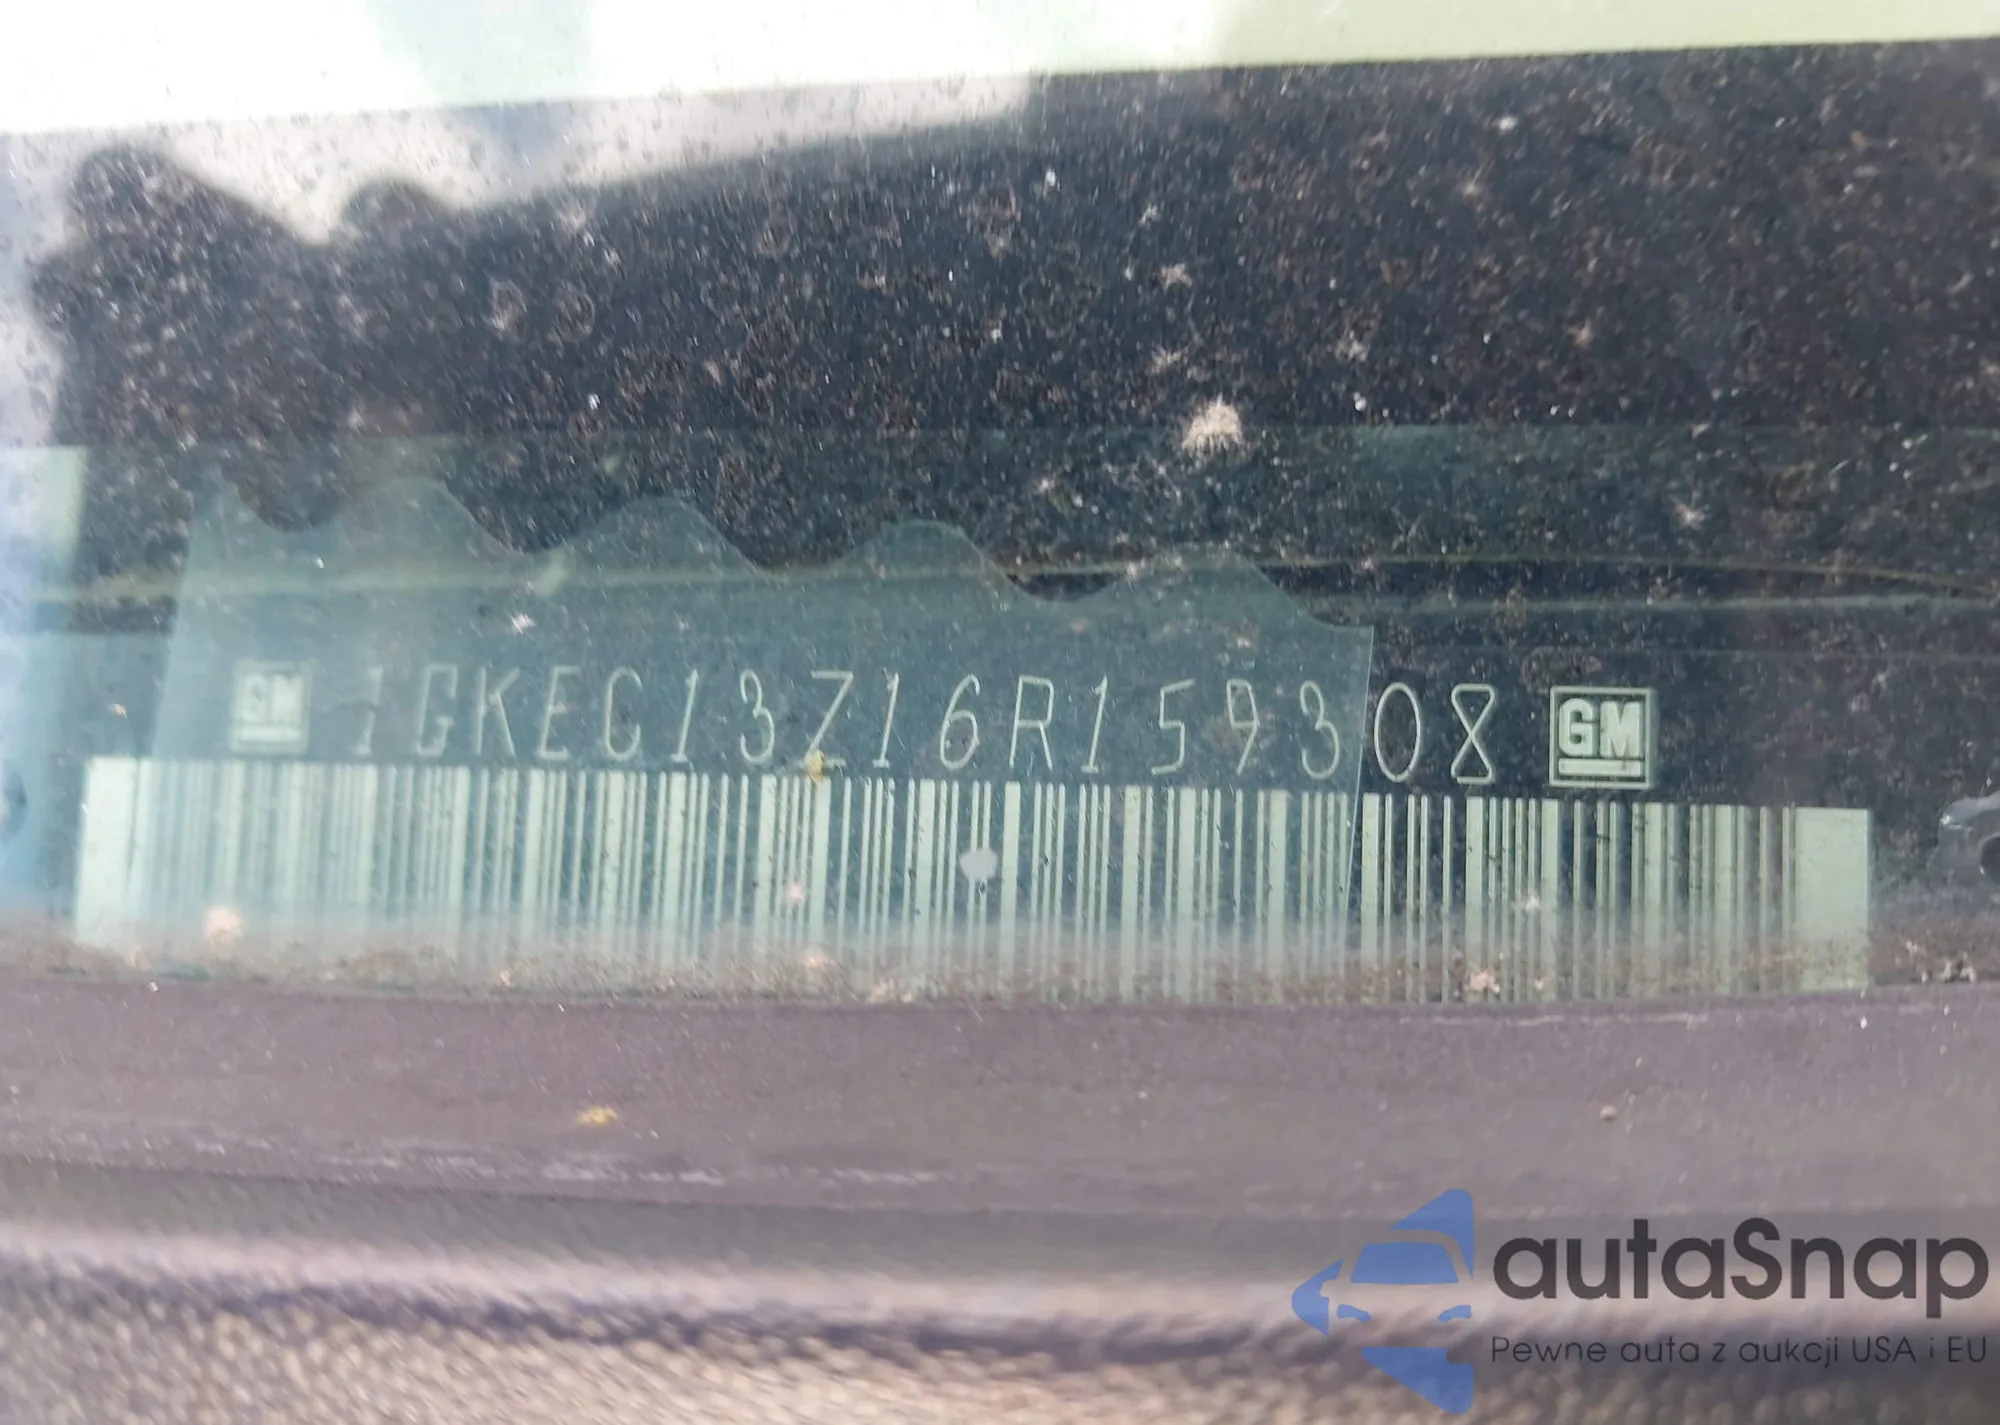 GM 1GKEC13Z16R159308 GM
autaSnap
Pewne auta z aukcji USA i EU